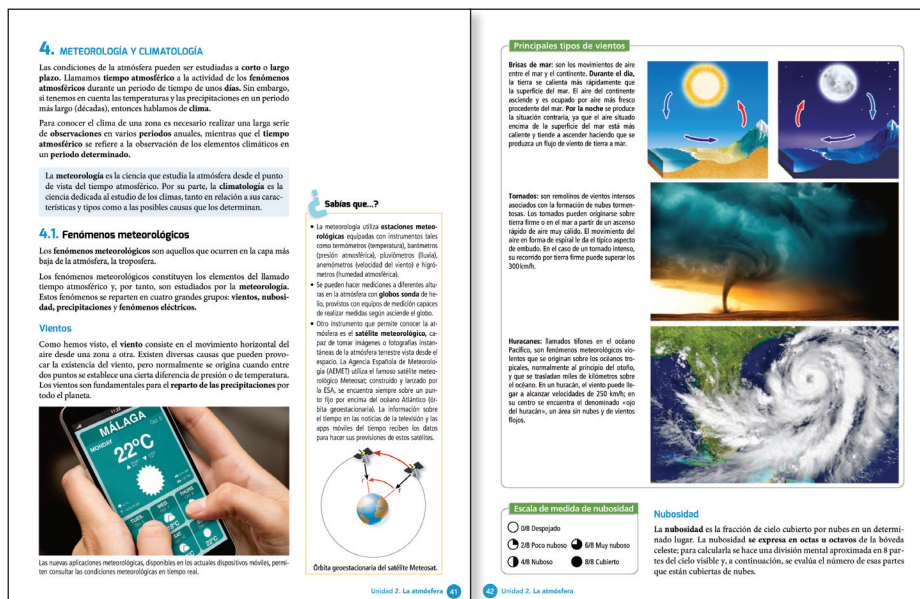 4. METEOROLOGÍA Y CLIMATOLOGÍA
Las condiciones de la atmósfera pueden ser estudiadas a corto o largo
plazo. Llamamos tiempo atmosférico a la actividad de los fenómenos
atmosféricos durante un periodo de tiempo de unos días. Sin embargo,
si tenemos en cuenta las temperaturas y las precipitaciones en un periodo
más largo (décadas), entonces hablamos de clima.
Para conocer el clima de una zona es necesario realizar una larga serie
de observaciones en varios periodos anuales, mientras que el tiempo
atmosférico se refiere a la observación de los elementos climáticos en
un periodo determinado.
La meteorología es la ciencia que estudia la atmósfera desde el punto
de vista del tiempo atmosférico. Por su parte, la climatología es la
ciencia dedicada al estudio de los climas, tanto en relación a sus carac-
terísticas y tipos como a las posibles causas que los determinan.
4.1. Fenómenos meteorológicos
Los fenómenos meteorológicos son aquellos que ocurren en la capa más
baja de la atmósfera, la troposfera.
Los fenómenos meteorológicos constituyen los elementos del llamado
tiempo atmosférico y, por tanto, son estudiados por la meteorología.
Estos fenómenos se reparten en cuatro grandes grupos: vientos, nubosi-
dad, precipitaciones y fenómenos eléctricos.
Vientos
Como hemos visto, el viento consiste en el movimiento horizontal del
aire desde una zona a otra. Existen diversas causas que pueden provo-
car la existencia del viento, pero normalmente se origina cuando entre
dos puntos se establece una cierta diferencia de presión o de temperatura.
Los vientos son fundamentales para el reparto de las precipitaciones por
todo el planeta.
11:22
MÁLAGA
MONDAY
22°C
TUES.
WED.
THUR.
Las nuevas aplicaciones meteorológicas, disponibles en los actuales dispositivos móviles, permi-
ten consultar las condiciones meteorológicas en tiempo real.
¿Sabías que...?
• La meteorología utiliza estaciones meteo-
rológicas equipadas con instrumentos tales
como termómetros (temperatura), barómetros
(presión atmosférica), pluviómetros (lluvia),
anemómetros (velocidad del viento) e higró-
metros (humedad atmosférica).
• Se pueden hacer mediciones a diferentes altu-
ras en la atmósfera con globos sonda de he-
lio, provistos con equipos de medición capaces
de realizar medidas según asciende el globo.
• Otro instrumento que permite conocer la at-
mósfera es el satélite meteorológico, ca-
paz de tomar imágenes o fotografías instan-
táneas de la atmósfera terrestre vista desde el
espacio. La Agencia Española de Meteorolo-
gía (AEMET) utiliza el famoso satélite meteo-
rológico Meteosat; construido y lanzado por
la ESA, se encuentra siempre sobre un pun-
to fijo por encima del océano Atlántico (ór-
bita geoestacionaria). La información sobre
el tiempo en las noticias de la televisión y las
apps móviles del tiempo reciben los datos
para hacer sus previsiones de estos satélites.
r
r
Órbita geoestacionaria del satélite Meteosat.
Unidad 2. La atmósfera 41
Principales tipos de vientos
Brisas de mar: son los movimientos de aire
entre el mar y el continente. Durante el día,
la tierra se calienta más rápidamente que
la superficie del mar. El aire del continente
asciende y es ocupado por aire más fresco
procedente del mar. Por la noche se produce
la situación contraria, ya que el aire situado
encima de la superficie del mar está más
caliente y tiende a ascender haciendo que se
produzca un flujo de viento de tierra a mar.
Tornados: son remolinos de vientos intensos
asociados con la formación de nubes tormen-
tosas. Los tornados pueden originarse sobre
tierra firme o en el mar a partir de un ascenso
rápido de aire muy cálido. El movimiento del
aire en forma de espiral le da el típico aspecto
de embudo. En el caso de un tornado intenso,
su recorrido por tierra firme puede superar los
300 km/h.
Huracanes: llamados tifones en el océano
Pacífico, son fenómenos meteorológicos vio-
lentos que se originan sobre los océanos tro-
picales, normalmente al principio del otoño,
y que se trasladan miles de kilómetros sobre
el océano. En un huracán, el viento puede lle-
gar a alcanzar velocidades de 250 km/h; en
su centro se encuentra el denominado «ojo
del huracán», un área sin nubes y de vientos
flojos.
Escala de medida de nubosidad
0/8 Despejado
2/8 Poco nuboso 6/8 Muy nuboso
4/8 Nuboso 8/8 Cubierto
Nubosidad
La nubosidad es la fracción de cielo cubierto por nubes en un determi-
nado lugar. La nubosidad se expresa en octas u octavos de la bóveda
celeste; para calcularla se hace una división mental aproximada en 8 par-
tes del cielo visible y, a continuación, se evalúa el número de esas partes
que están cubiertas de nubes.
42 Unidad 2. La atmósfera